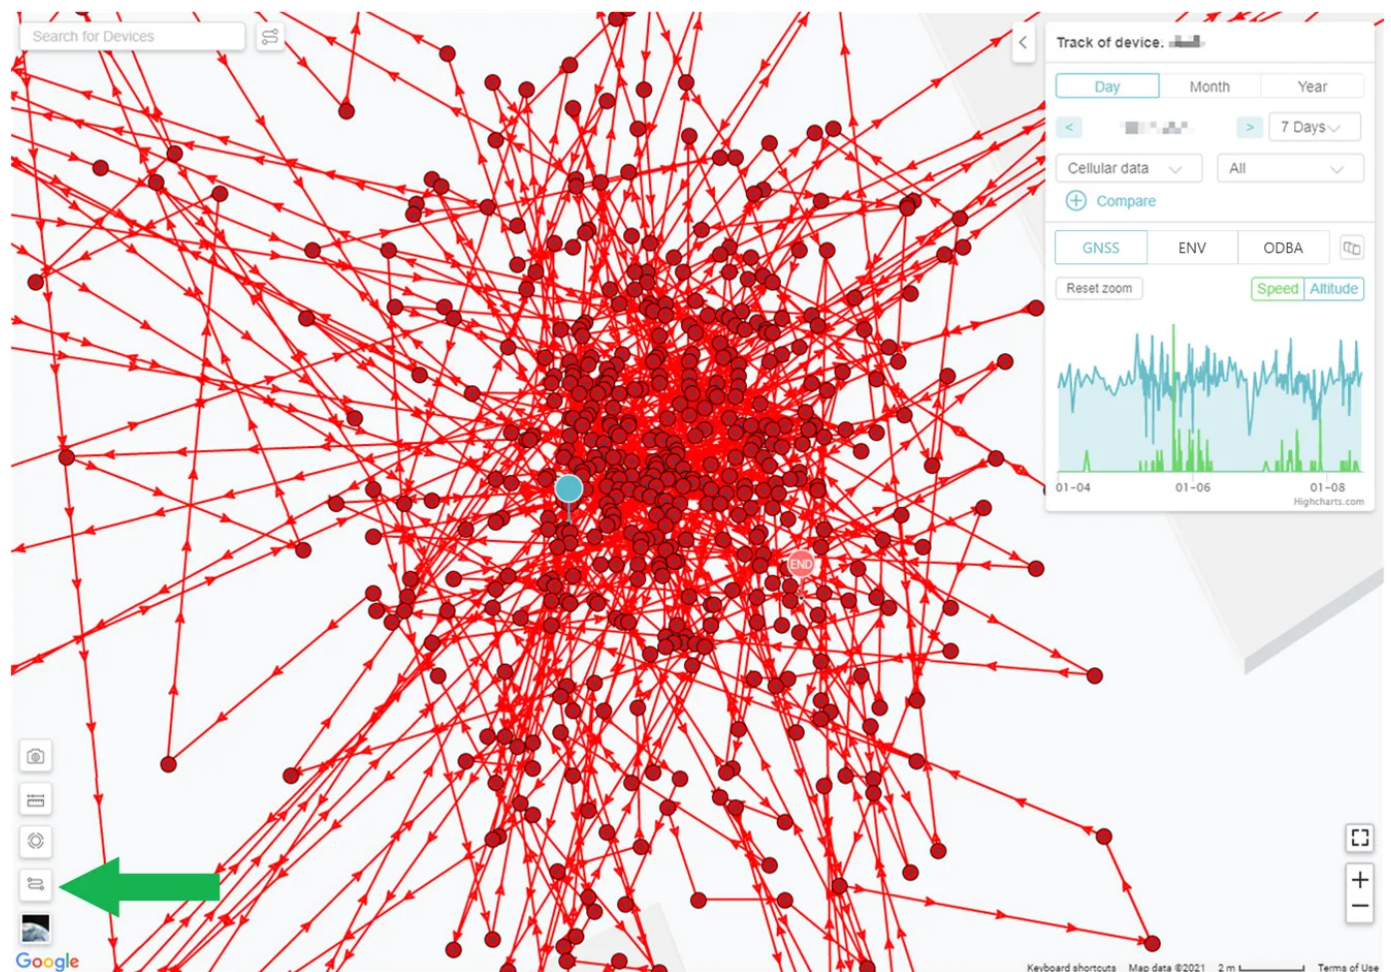 Search for Devices
Track of device:
Day Month Year
< > 7 Days
Cellular data All
Compare
GNSS ENV ODBA
Reset zoom Speed Altitude
01-04 01-06 01-08
Highcharts.com
END
+
−
Google
Keyboard shortcuts Map data ©2021 2 m Terms of Use